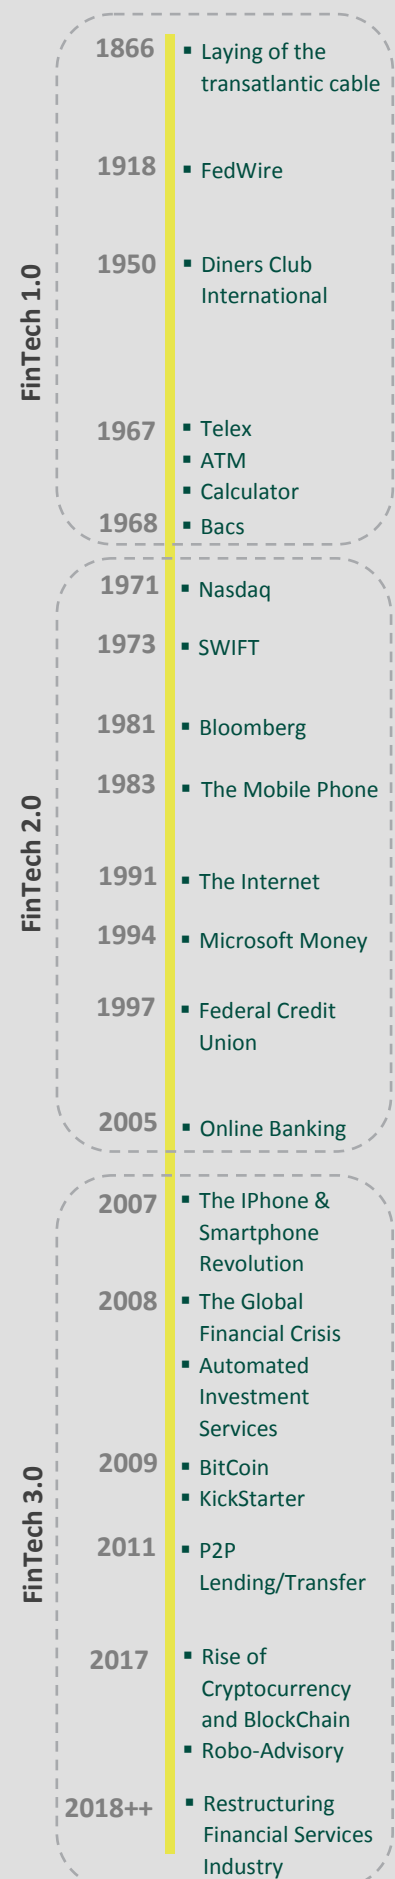 FinTech 1.0
1866
▪ Laying of the
transatlantic cable
1918
▪ FedWire
1950
▪ Diners Club
International
1967
▪ Telex
▪ ATM
▪ Calculator
1968
▪ Bacs
FinTech 2.0
1971
▪ Nasdaq
1973
▪ SWIFT
1981
▪ Bloomberg
1983
▪ The Mobile Phone
1991
▪ The Internet
1994
▪ Microsoft Money
1997
▪ Federal Credit
Union
2005
▪ Online Banking
FinTech 3.0
2007
▪ The IPhone &
Smartphone
Revolution
2008
▪ The Global
Financial Crisis
▪ Automated
Investment
Services
2009
▪ BitCoin
▪ KickStarter
2011
▪ P2P
Lending/Transfer
2017
▪ Rise of
Cryptocurrency
and BlockChain
▪ Robo-Advisory
2018++
▪ Restructuring
Financial Services
Industry